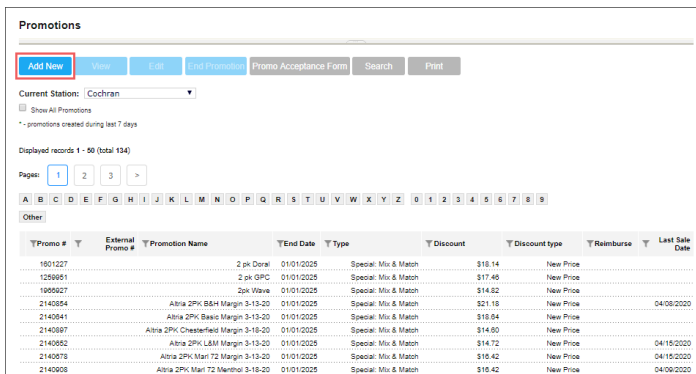 Promotions
Add New View Edit End Promotion Promo Acceptance Form Search Print
Current Station: Cochran
Show All Promotions
* - promotions created during last 7 days
Displayed records 1 - 50 (total 134)
Pages: 1 2 3 >
A B C D E F G H I J K L M N O P Q R S T U V W X Y Z 0 1 2 3 4 5 6 7 8 9
Other
Promo # External Promo # Promotion Name End Date Type Discount Discount type Reimburse Last Sale Date
1601227 2 pk Doral 01/01/2025 Special: Mix & Match $18.14 New Price
1259951 2 pk GPC 01/01/2025 Special: Mix & Match $17.46 New Price
1966927 2pk Wave 01/01/2025 Special: Mix & Match $14.82 New Price
2140854 Altria 2PK B&H Margin 3-13-20 01/01/2025 Special: Mix & Match $21.18 New Price 04/08/2020
2140641 Altria 2PK Basic Margin 3-13-20 01/01/2025 Special: Mix & Match $18.64 New Price
2140897 Altria 2PK Chesterfield Margin 3-18-20 01/01/2025 Special: Mix & Match $14.60 New Price
2140652 Altria 2PK L&M Margin 3-13-20 01/01/2025 Special: Mix & Match $14.72 New Price 04/15/2020
2140678 Altria 2PK Marl 72 Margin 3-13-20 01/01/2025 Special: Mix & Match $16.42 New Price 04/15/2020
2140908 Altria 2PK Marl 72 Menthol 3-18-20 01/01/2025 Special: Mix & Match $16.42 New Price 04/09/2020